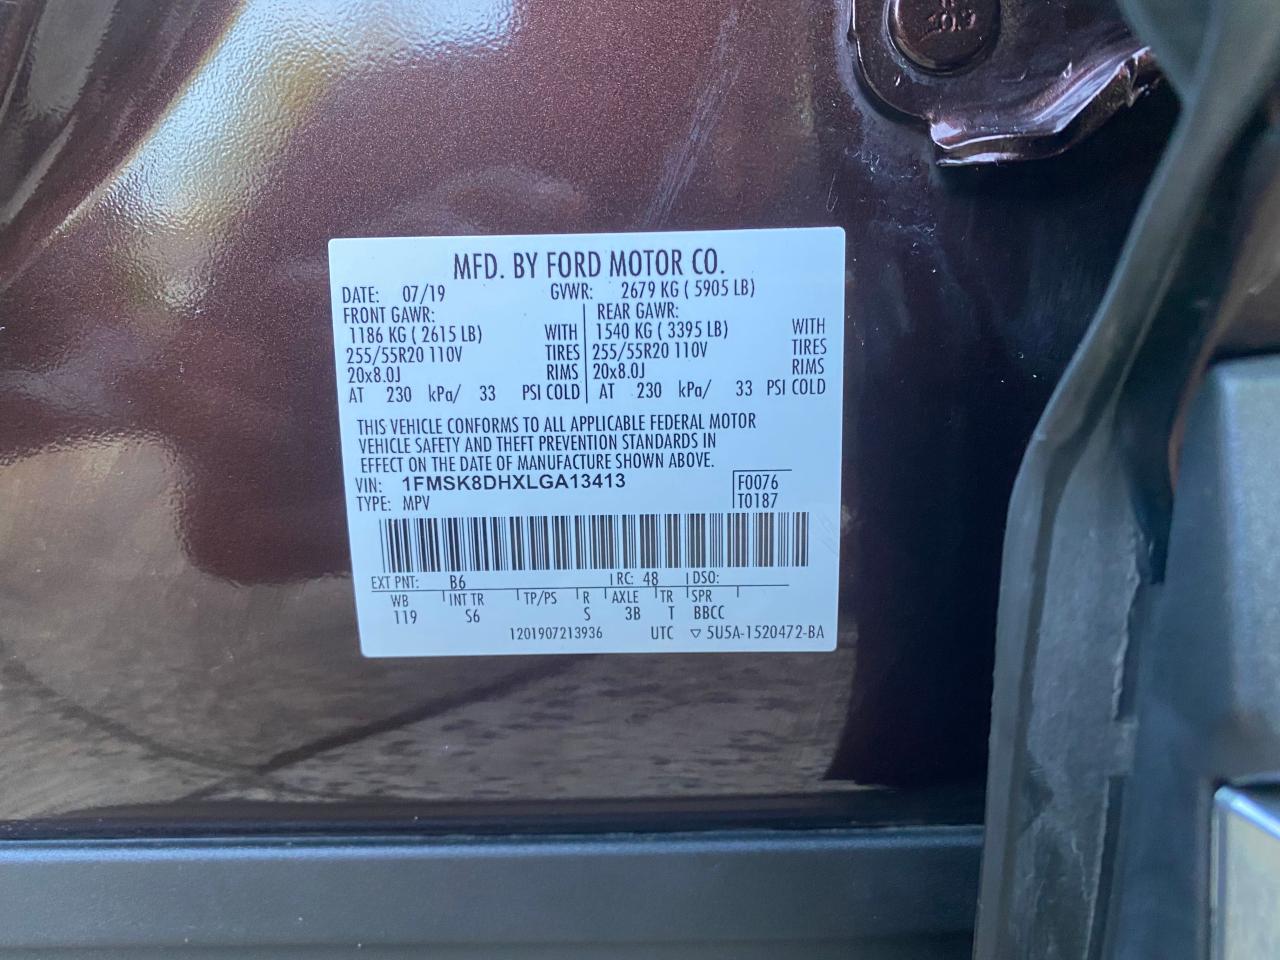 MFD. BY FORD MOTOR CO.
DATE: 07/19 GVWR: 2679 KG ( 5905 LB)
FRONT GAWR: REAR GAWR:
1186 KG ( 2615 LB) WITH 1540 KG ( 3395 LB) WITH
255/55R20 110V TIRES 255/55R20 110V TIRES
20x8.0J RIMS 20x8.0J RIMS
AT 230 kPa/ 33 PSI COLD AT 230 kPa/ 33 PSI COLD
THIS VEHICLE CONFORMS TO ALL APPLICABLE FEDERAL MOTOR
VEHICLE SAFETY AND THEFT PREVENTION STANDARDS IN
EFFECT ON THE DATE OF MANUFACTURE SHOWN ABOVE.
VIN: 1FMSK8DHXLGA13413 F0076
TYPE: MPV T0187
EXT PNT: B6 RC: 48 DSO:
WB INT TR TP/PS R AXLE TR SPR
119 S6 S 3B T BBCC
1201907213936 UTC ▽ 5U5A-1520472-BA